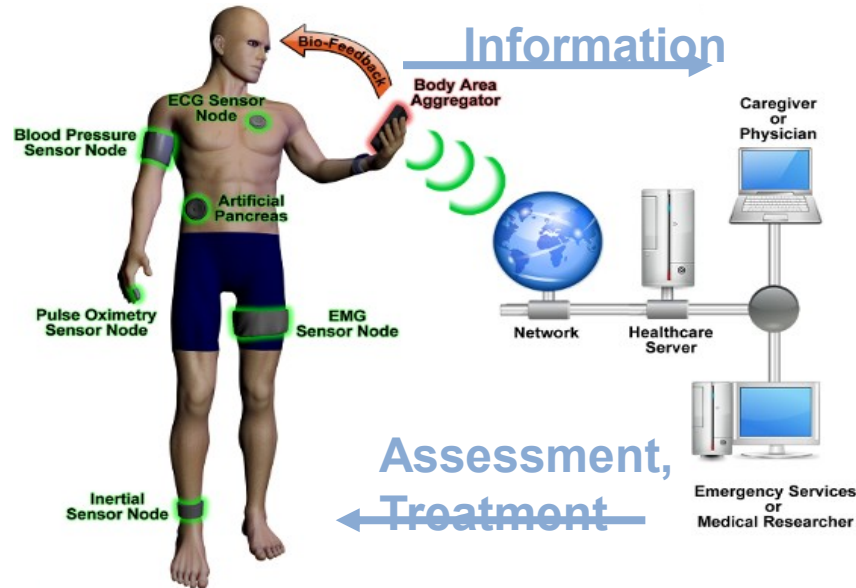 Information
Bio-Feedback
Body Area
Aggregator
ECG Sensor
Node
Blood Pressure
Sensor Node
Artificial
Pancreas
Caregiver
or
Physician
Pulse Oximetry
Sensor Node
EMG
Sensor Node
Network
Healthcare
Server
Assessment,
Treatment
Inertial
Sensor Node
Emergency Services
or
Medical Researcher